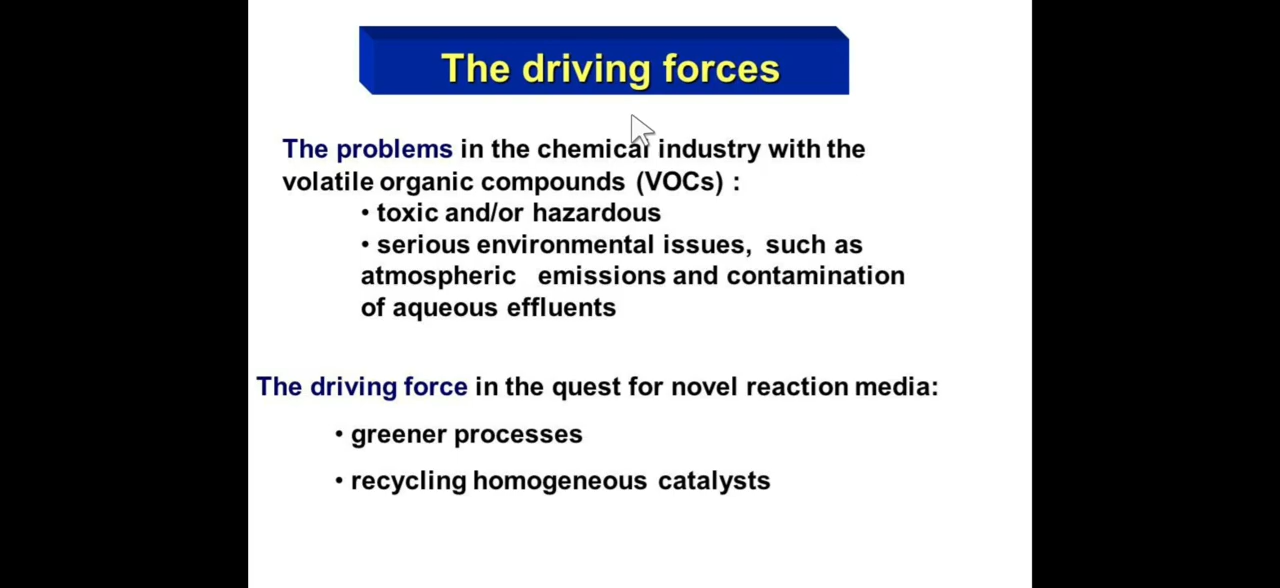 The driving forces
The problems in the chemical industry with the
volatile organic compounds (VOCs) :
• toxic and/or hazardous
• serious environmental issues, such as
atmospheric emissions and contamination
of aqueous effluents
The driving force in the quest for novel reaction media:
• greener processes
• recycling homogeneous catalysts